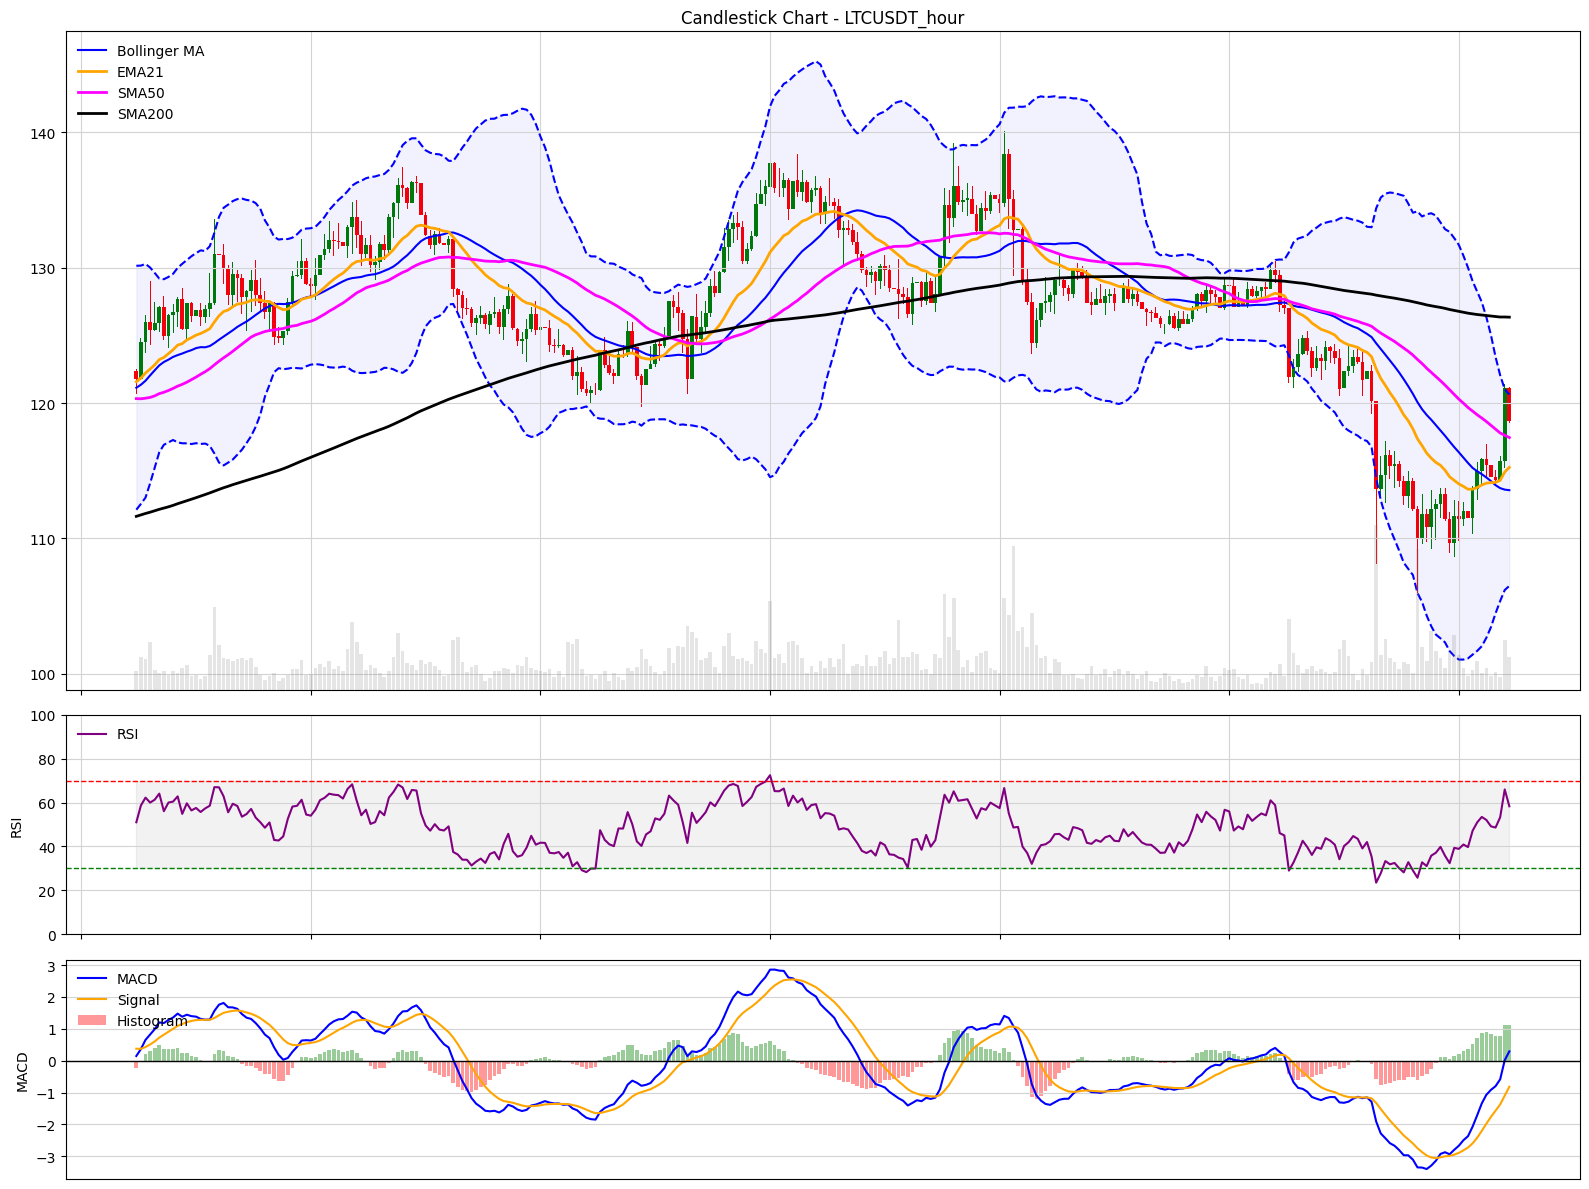 Candlestick Chart - LTCUSDT_hour
Bollinger MA
EMA21
SMA50
SMA200
140
130
120
110
100
RSI
100
80
60
40
20
0
RSI
MACD
Signal
Histogram
3
2
1
0
−1
−2
−3
MACD